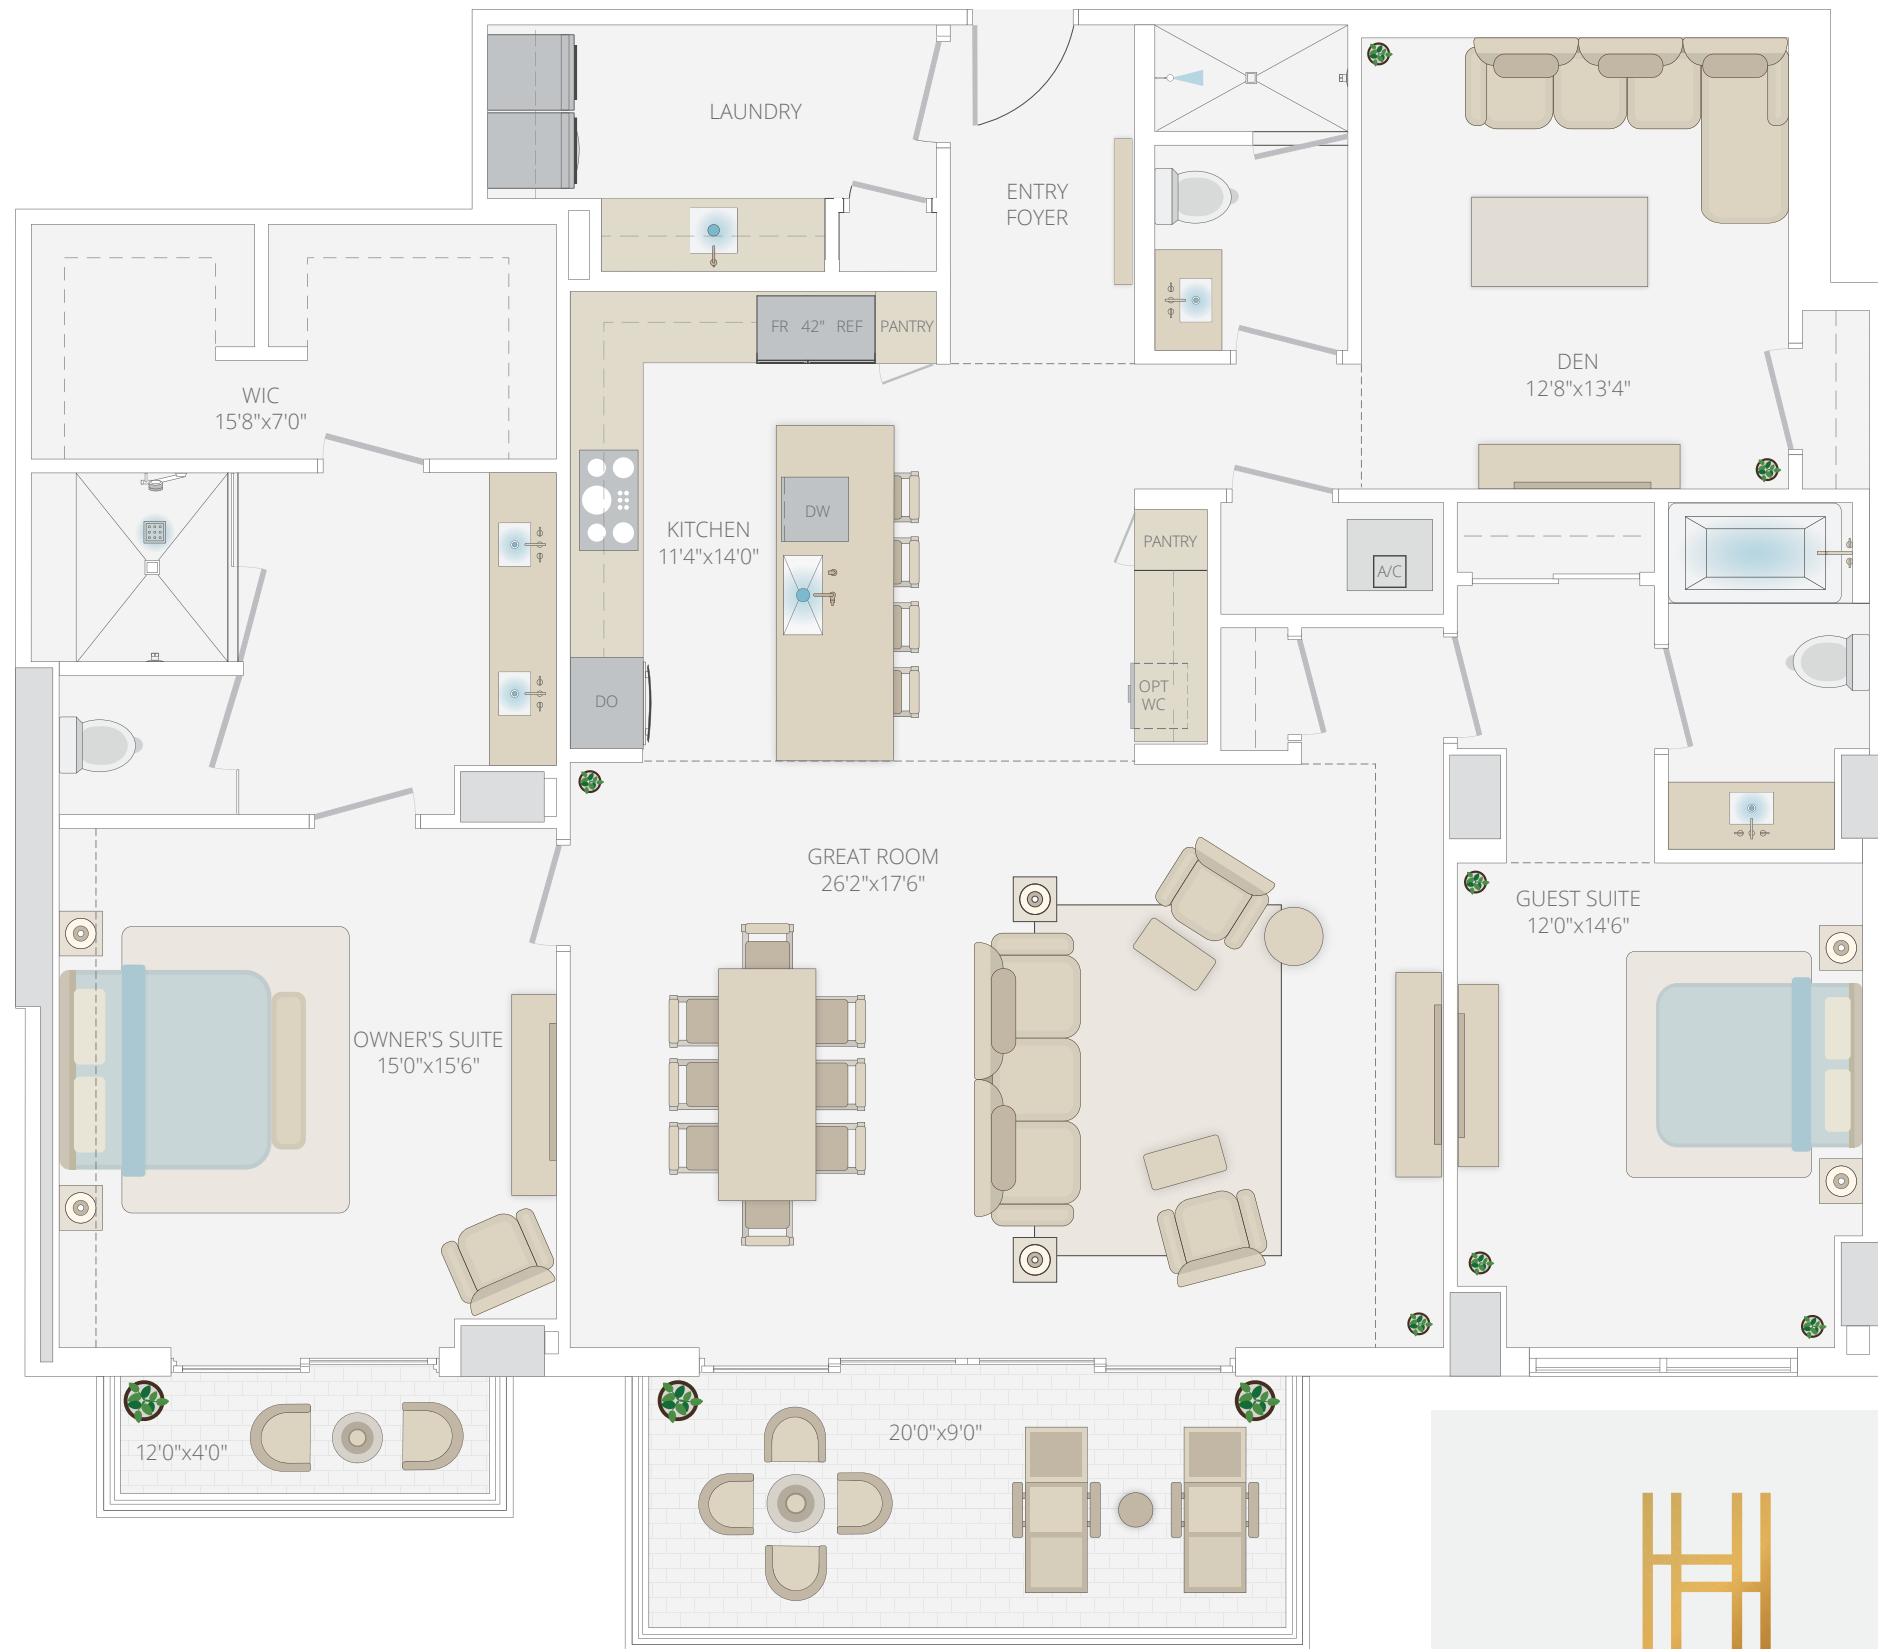 LAUNDRY
ENTRY
FOYER
FR 42" REF
PANTRY
DEN
12'8"x13'4"
WIC
15'8"x7'0"
KITCHEN
11'4"x14'0"
DW
PANTRY
A/C
OPT
WC
DO
GREAT ROOM
26'2"x17'6"
GUEST SUITE
12'0"x14'6"
OWNER'S SUITE
15'0"x15'6"
12'0"x4'0"
20'0"x9'0"